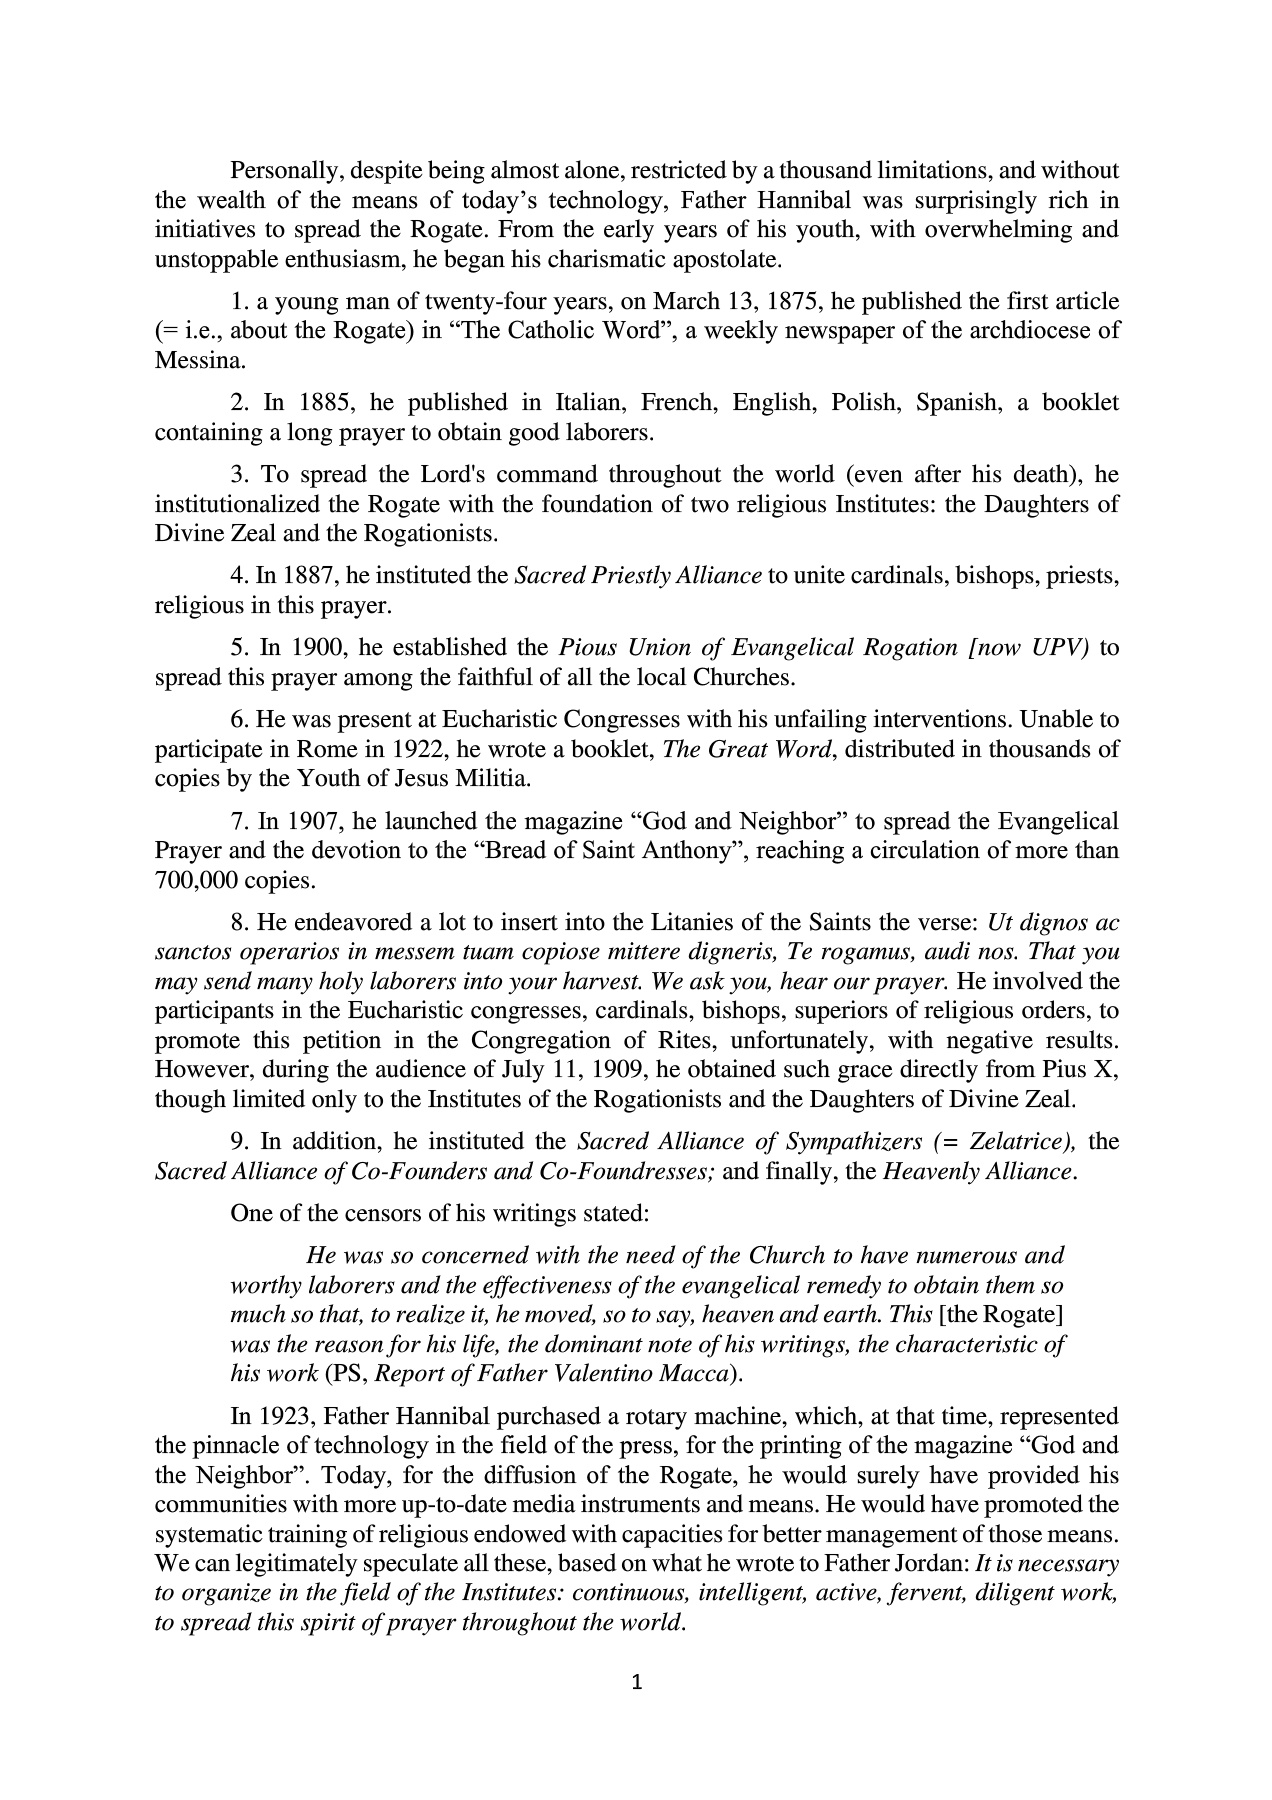 Personally, despite being almost alone, restricted by a thousand limitations, and without
the wealth of the means of today’s technology, Father Hannibal was surprisingly rich in
initiatives to spread the Rogate. From the early years of his youth, with overwhelming and
unstoppable enthusiasm, he began his charismatic apostolate.
1. a young man of twenty-four years, on March 13, 1875, he published the first article
(= i.e., about the Rogate) in “The Catholic Word”, a weekly newspaper of the archdiocese of
Messina.
2. In 1885, he published in Italian, French, English, Polish, Spanish, a booklet
containing a long prayer to obtain good laborers.
3. To spread the Lord's command throughout the world (even after his death), he
institutionalized the Rogate with the foundation of two religious Institutes: the Daughters of
Divine Zeal and the Rogationists.
4. In 1887, he instituted the Sacred Priestly Alliance to unite cardinals, bishops, priests,
religious in this prayer.
5. In 1900, he established the Pious Union of Evangelical Rogation [now UPV) to
spread this prayer among the faithful of all the local Churches.
6. He was present at Eucharistic Congresses with his unfailing interventions. Unable to
participate in Rome in 1922, he wrote a booklet, The Great Word, distributed in thousands of
copies by the Youth of Jesus Militia.
7. In 1907, he launched the magazine “God and Neighbor” to spread the Evangelical
Prayer and the devotion to the “Bread of Saint Anthony”, reaching a circulation of more than
700,000 copies.
8. He endeavored a lot to insert into the Litanies of the Saints the verse: Ut dignos ac
sanctos operarios in messem tuam copiose mittere digneris, Te rogamus, audi nos. That you
may send many holy laborers into your harvest. We ask you, hear our prayer. He involved the
participants in the Eucharistic congresses, cardinals, bishops, superiors of religious orders, to
promote this petition in the Congregation of Rites, unfortunately, with negative results.
However, during the audience of July 11, 1909, he obtained such grace directly from Pius X,
though limited only to the Institutes of the Rogationists and the Daughters of Divine Zeal.
9. In addition, he instituted the Sacred Alliance of Sympathizers (= Zelatrice), the
Sacred Alliance of Co-Founders and Co-Foundresses; and finally, the Heavenly Alliance.
One of the censors of his writings stated:
He was so concerned with the need of the Church to have numerous and
worthy laborers and the effectiveness of the evangelical remedy to obtain them so
much so that, to realize it, he moved, so to say, heaven and earth. This [the Rogate]
was the reason for his life, the dominant note of his writings, the characteristic of
his work (PS, Report of Father Valentino Macca).
In 1923, Father Hannibal purchased a rotary machine, which, at that time, represented
the pinnacle of technology in the field of the press, for the printing of the magazine “God and
the Neighbor”. Today, for the diffusion of the Rogate, he would surely have provided his
communities with more up-to-date media instruments and means. He would have promoted the
systematic training of religious endowed with capacities for better management of those means.
We can legitimately speculate all these, based on what he wrote to Father Jordan: It is necessary
to organize in the field of the Institutes: continuous, intelligent, active, fervent, diligent work,
to spread this spirit of prayer throughout the world.
1